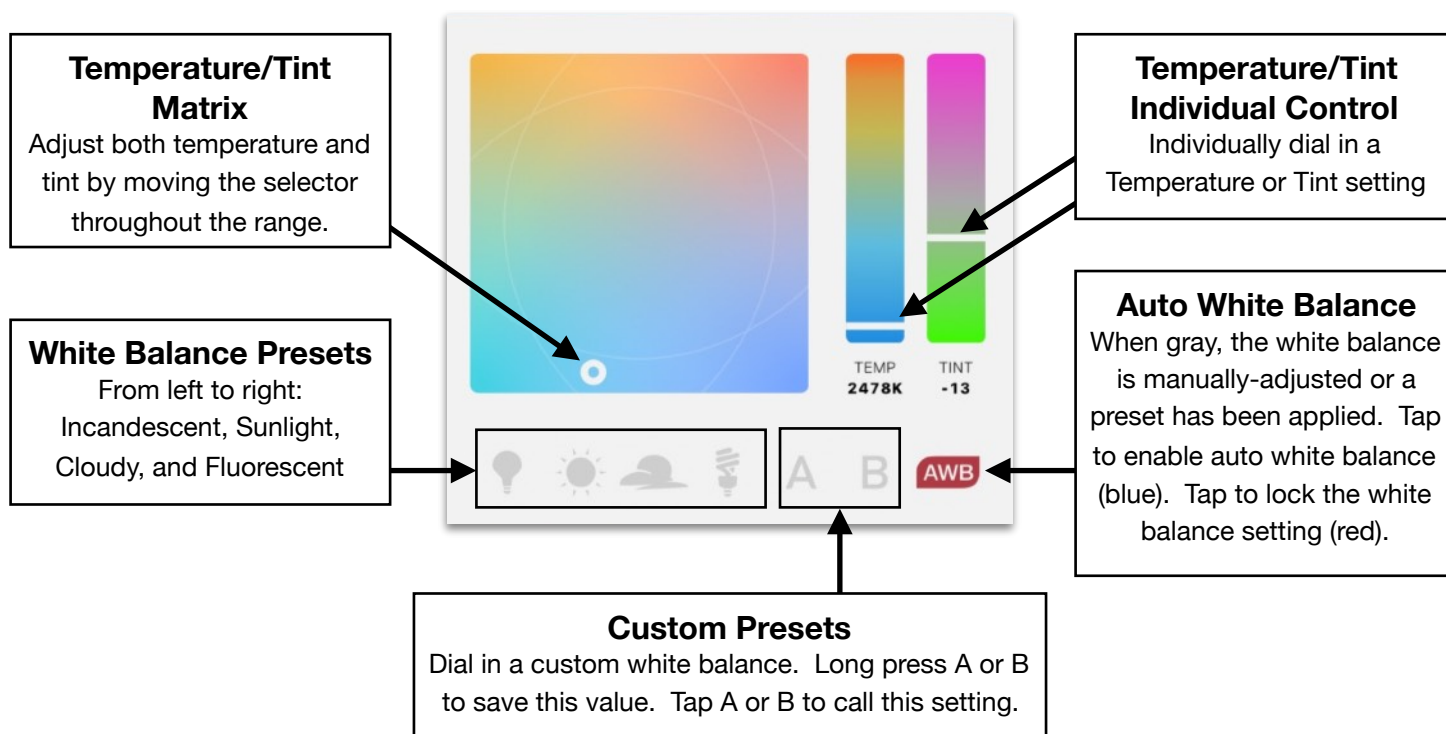 Temperature/Tint
Matrix
Adjust both temperature and
tint by moving the selector
throughout the range.
White Balance Presets
From left to right:
Incandescent, Sunlight,
Cloudy, and Fluorescent
TEMP
2478K
TINT
-13
A
B
AWB
Temperature/Tint
Individual Control
Individually dial in a
Temperature or Tint setting
Auto White Balance
When gray, the white balance
is manually-adjusted or a
preset has been applied.  Tap
to enable auto white balance
(blue).  Tap to lock the white
balance setting (red).
Custom Presets
Dial in a custom white balance.  Long press A or B
to save this value.  Tap A or B to call this setting.